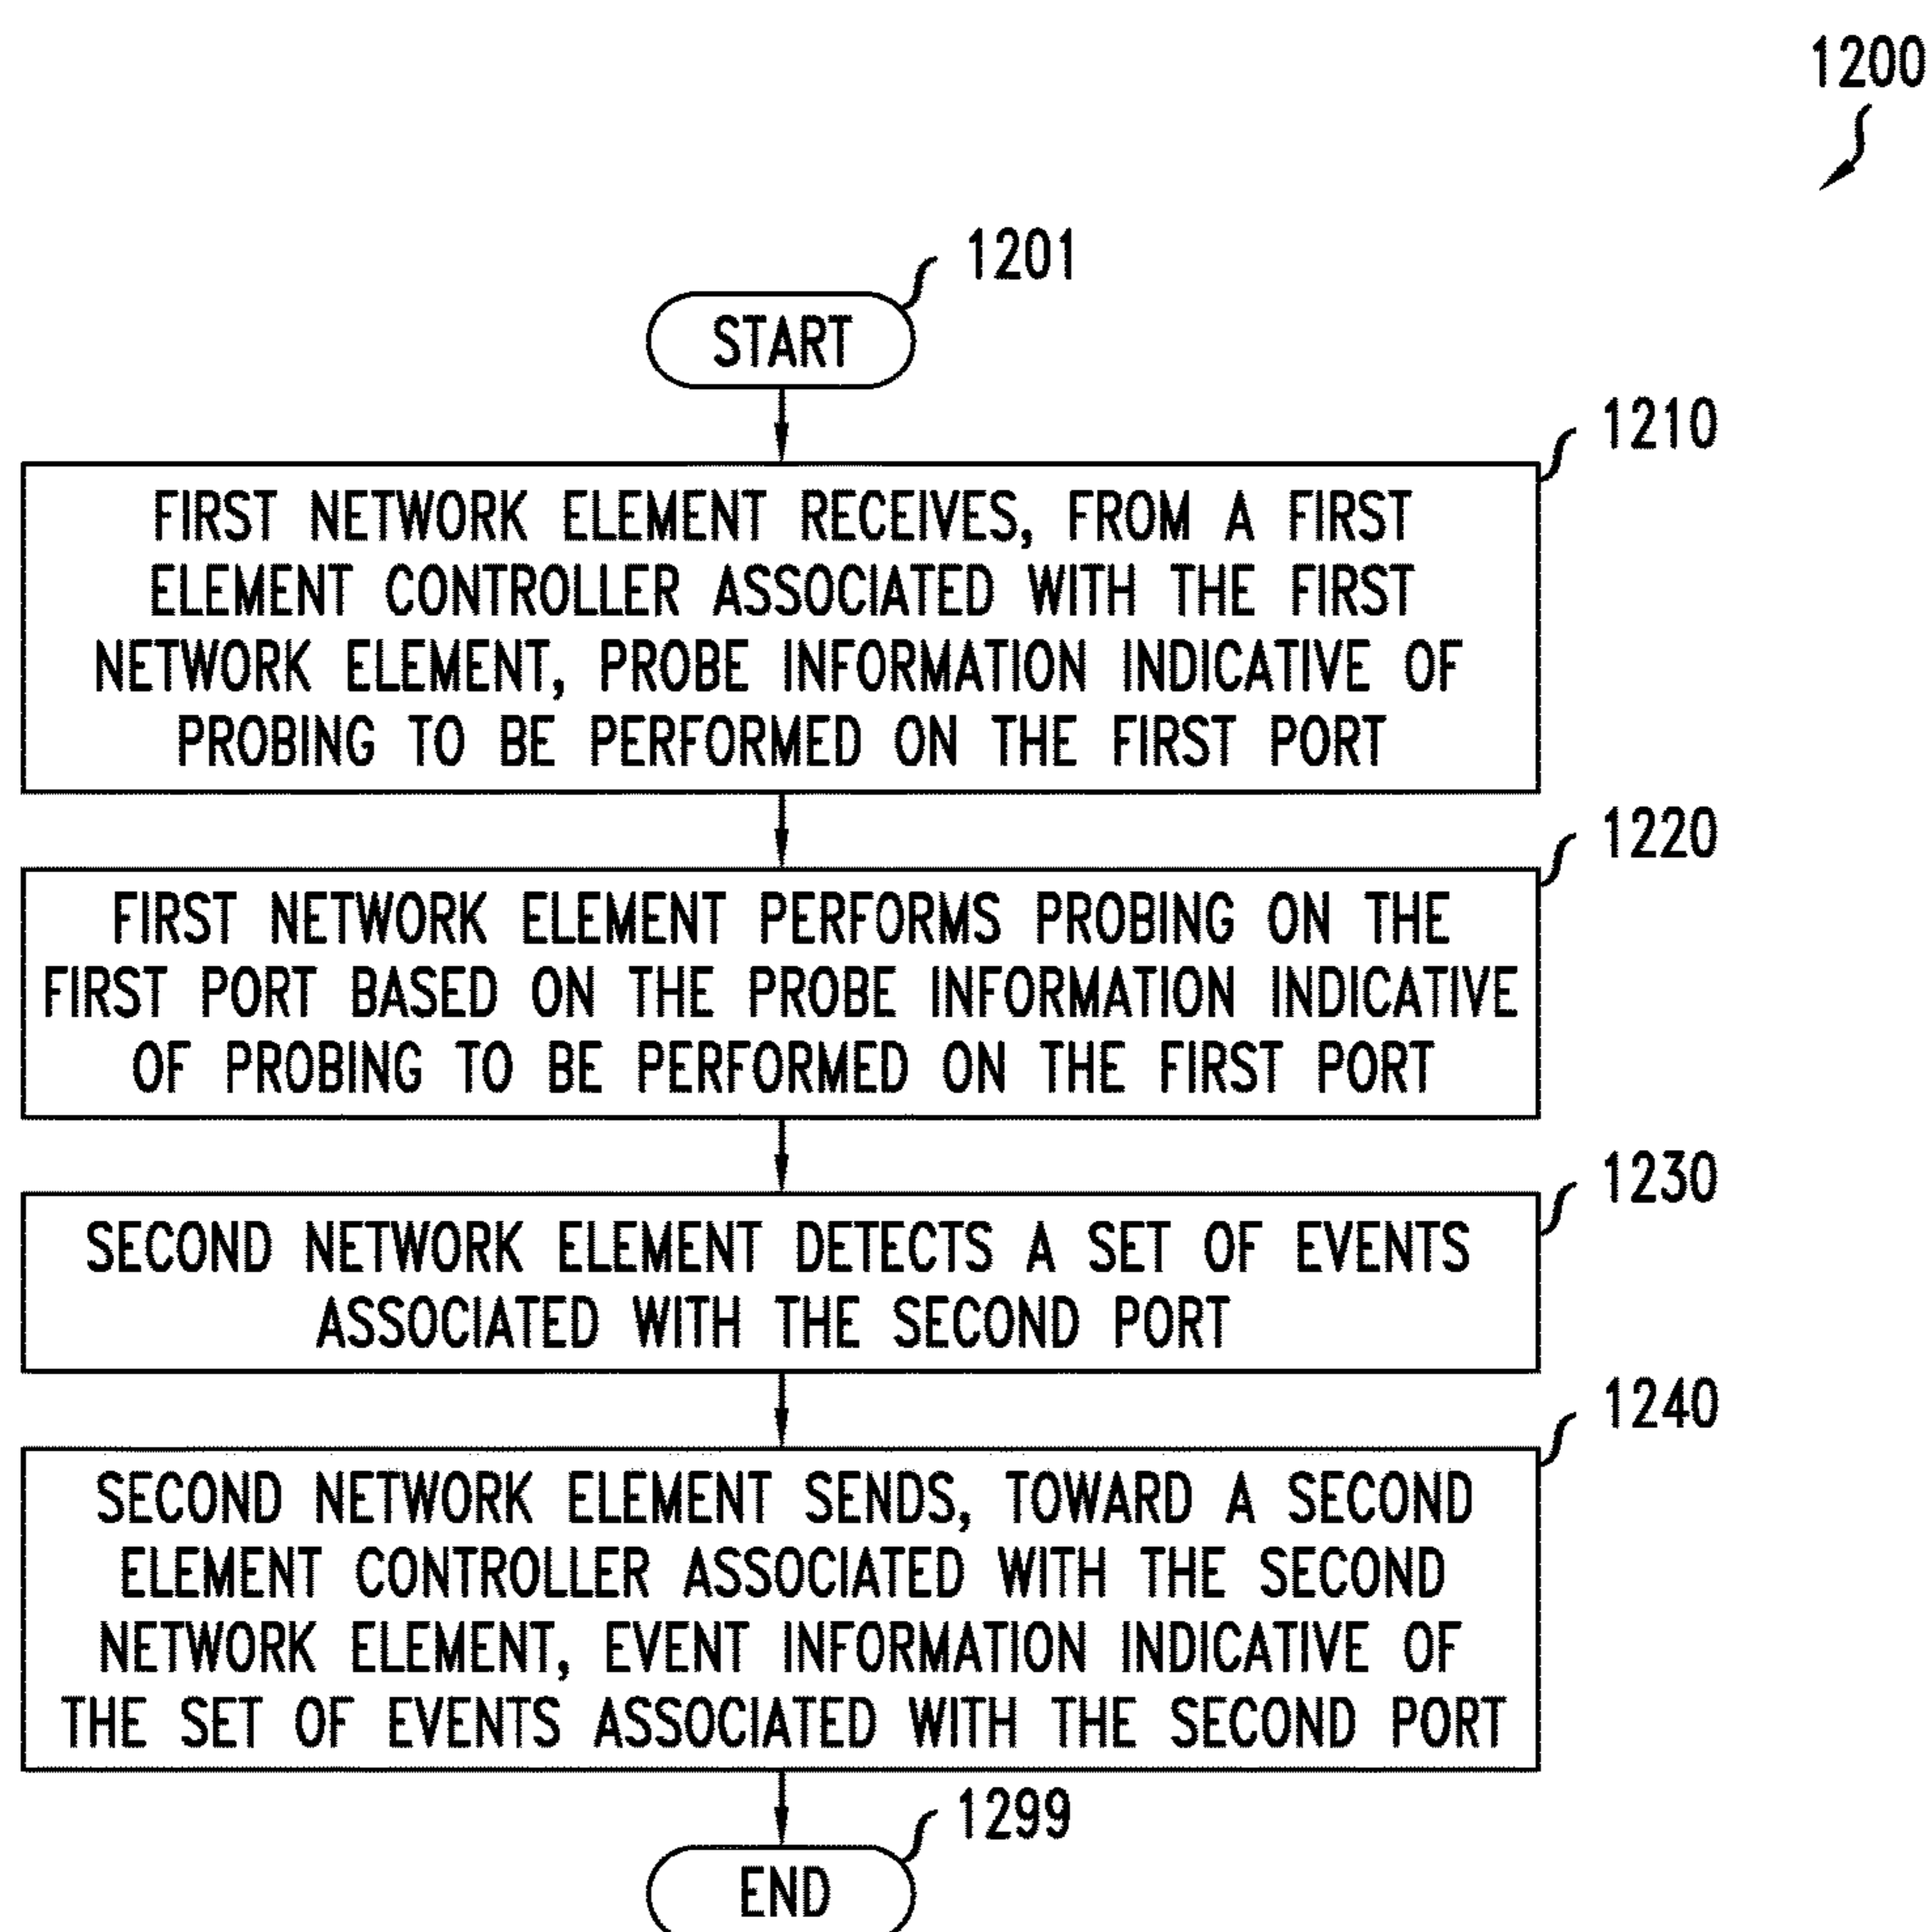 1200
1201
START
1210
FIRST NETWORK ELEMENT RECEIVES, FROM A FIRST
ELEMENT CONTROLLER ASSOCIATED WITH THE FIRST
NETWORK ELEMENT, PROBE INFORMATION INDICATIVE OF
PROBING TO BE PERFORMED ON THE FIRST PORT
1220
FIRST NETWORK ELEMENT PERFORMS PROBING ON THE
FIRST PORT BASED ON THE PROBE INFORMATION INDICATIVE
OF PROBING TO BE PERFORMED ON THE FIRST PORT
1230
SECOND NETWORK ELEMENT DETECTS A SET OF EVENTS
ASSOCIATED WITH THE SECOND PORT
1240
SECOND NETWORK ELEMENT SENDS, TOWARD A SECOND
ELEMENT CONTROLLER ASSOCIATED WITH THE SECOND
NETWORK ELEMENT, EVENT INFORMATION INDICATIVE OF
THE SET OF EVENTS ASSOCIATED WITH THE SECOND PORT
1299
END